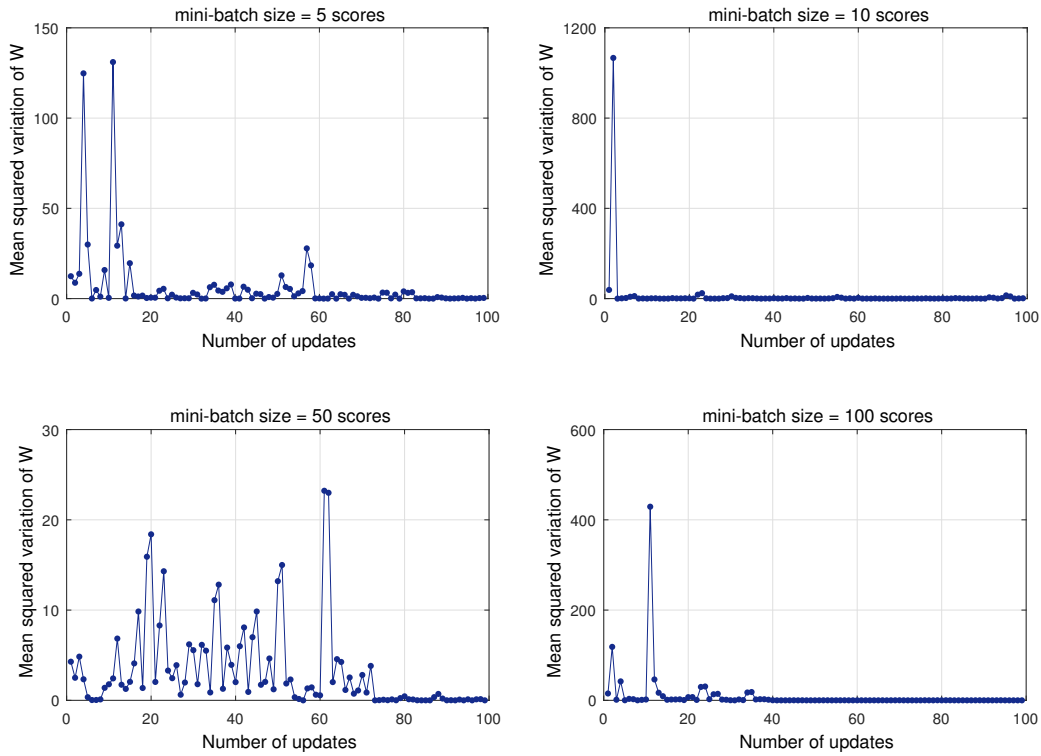 mini-batch size = 5 scores
150
100
50
0
Mean squared variation of W
0 20 40 60 80 100
Number of updates
mini-batch size = 10 scores
1200
800
400
0
Mean squared variation of W
0 20 40 60 80 100
Number of updates
mini-batch size = 50 scores
30
20
10
0
Mean squared variation of W
0 20 40 60 80 100
Number of updates
mini-batch size = 100 scores
600
400
200
0
Mean squared variation of W
0 20 40 60 80 100
Number of updates